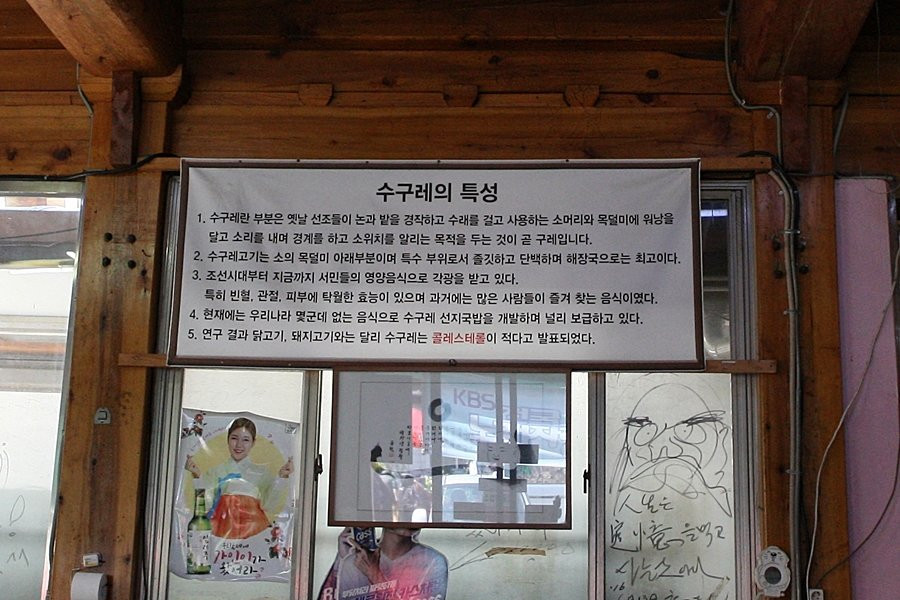 수구레의 특성
1. 수구레란 부분은 옛날 선조들이 논과 밭을 경작하고 수래를 걸고 사용하는 소머리와 목덜미에 워낭을
달고 소리를 내며 경계를 하고 소위치를 알리는 목적을 두는 것이 곧 구레입니다.
2. 수구레고기는 소의 목덜미 아래부분이며 특수 부위로서 졸깃하고 단백하며 해장국으로는 최고이다.
3. 조선시대부터 지금까지 서민들의 영양음식으로 각광을 받고 있다.
특히 빈혈, 관절, 피부에 탁월한 효능이 있으며 과거에는 많은 사람들이 즐겨 찾는 음식이였다.
4. 현재에는 우리나라 몇군데 없는 음식으로 수구레 선지국밥을 개발하며 널리 보급하고 있다.
5. 연구 결과 닭고기, 돼지고기와는 달리 수구레는 콜레스테롤이 적다고 발표되었다.
KBS
가인이가
왔어라~